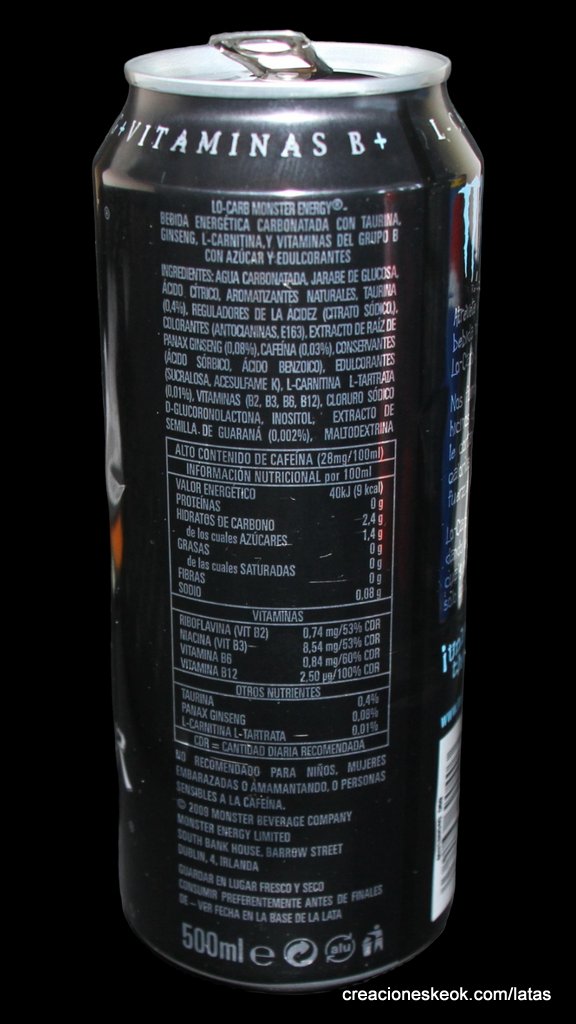 +VITAMINAS B+ L-
LO-CARB MONSTER ENERGY®-
BEBIDA ENERGÉTICA CARBONATADA CON TAURINA,
GINSENG, L-CARNITINA,Y VITAMINAS DEL GRUPO B
CON AZÚCAR Y EDULCORANTES
INGREDIENTES: AGUA CARBONATADA, JARABE DE GLUCOSA,
ÁCIDO, CÍTRICO, AROMATIZANTES NATURALES, TAURINA
(0,4%), REGULADORES DE LA ACIDEZ (CITRATO SÓDICO),
COLORANTES (ANTOCIANINAS, E163), EXTRACTO DE RAÍZ DE
PANAX GINSENG (0,08%), CAFEÍNA (0,03%), CONSERVANTES
(ÁCIDO SÓRBICO, ÁCIDO BENZOICO), EDULCORANTES
(SUCRALOSA, ACESULFAME K), L-CARNITINA L-TARTRATA
(0,01%), VITAMINAS (B2, B3, B6, B12), CLORURO SÓDICO
D-GLUCORONOLACTONA, INOSITOL, EXTRACTO DE
SEMILLA DE GUARANÁ (0,002%), MALTODEXTRINA
ALTO CONTENIDO DE CAFEÍNA (28mg/100ml)
INFORMACIÓN NUTRICIONAL por 100ml
VALOR ENERGÉTICO 40kJ (9 kcal)
PROTEÍNAS 0 g
HIDRATOS DE CARBONO 2,4 g
de los cuales AZÚCARES 1,4 g
GRASAS 0 g
de las cuales SATURADAS 0 g
FIBRAS 0 g
SODIO 0.08 g
VITAMINAS
RIBOFLAVINA (VIT B2) 0,74 mg/53% CDR
NIACINA (VIT B3) 8,54 mg/53% CDR
VITAMINA B6 0,84 mg/60% CDR
VITAMINA B12 2,50 µg/100% CDR
OTROS NUTRIENTES
TAURINA 0,4%
PANAX GINSENG 0,08%
L-CARNITINA L-TARTRATA 0.01%
CDR = CANTIDAD DIARIA RECOMENDADA
NO RECOMENDADO PARA NIÑOS, MUJERES
EMBARAZADAS O AMAMANTANDO, O PERSONAS
SENSIBLES A LA CAFEÍNA.
© 2009 MONSTER BEVERAGE COMPANY
MONSTER ENERGY LIMITED
SOUTH BANK HOUSE, BARROW STREET
DUBLIN, 4, IRLANDA
GUARDAR EN LUGAR FRESCO Y SECO
CONSUMIR PREFERENTEMENTE ANTES DE FINALES
DE – VER FECHA EN LA BASE DE LA LATA
500ml e alu
creacioneskeok.com/latas